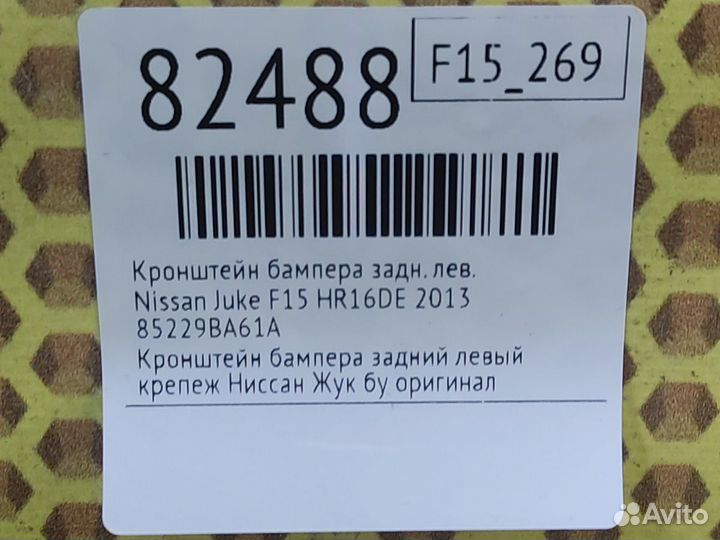 82488
F15_269
Кронштейн бампера задн. лев.
Nissan Juke F15 HR16DE 2013
85229BA61A
Кронштейн бампера задний левый
крепеж Ниссан Жук бу оригинал
Avito